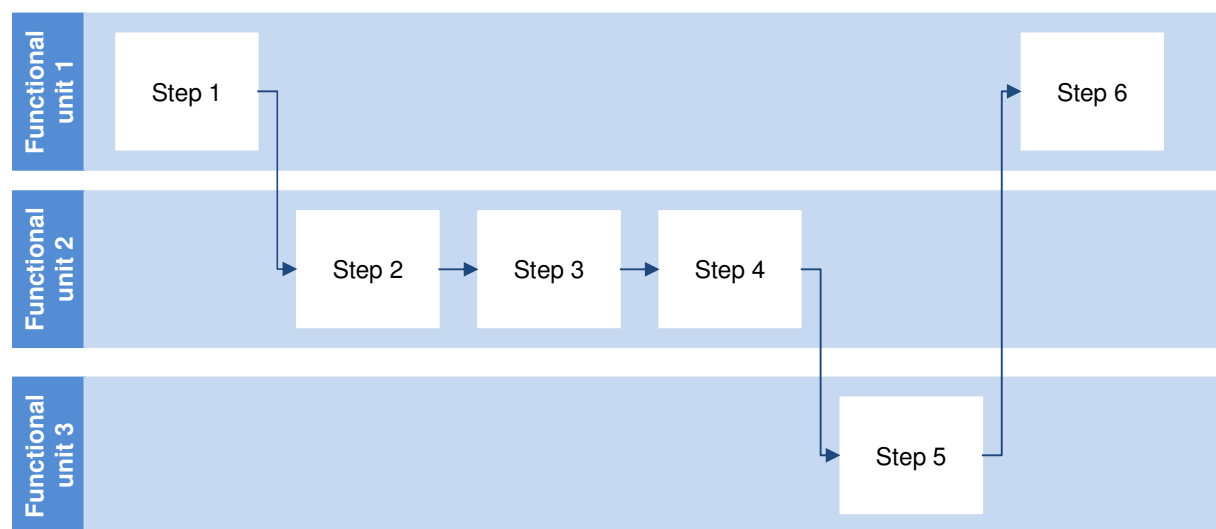 Functional
unit 1
Step 1
Step 6
Functional
unit 2
Step 2
Step 3
Step 4
Functional
unit 3
Step 5